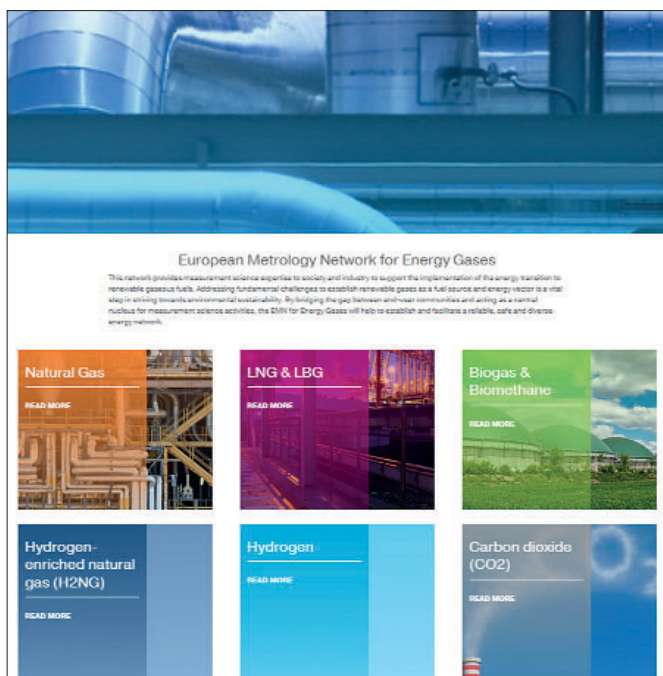 European Metrology Network for Energy Gases
This network provides measurement science expertise to society and industry to support the implementation of the energy transition to
renewable gaseous fuels. Addressing fundamental challenges to establish renewable gases as a fuel source and energy vector is a vital
step in striving towards environmental sustainability. By bridging the gap between end-user communities and acting as a central
nucleus for measurement science activities, the EMN for Energy Gases will help to establish and facilitate a reliable, safe and diverse
energy network.
Natural Gas
READ MORE
LNG & LBG
READ MORE
Biogas &
Biomethane
READ MORE
Hydrogen-
enriched natural
gas (H2NG)
READ MORE
Hydrogen
READ MORE
Carbon dioxide
(CO2)
READ MORE